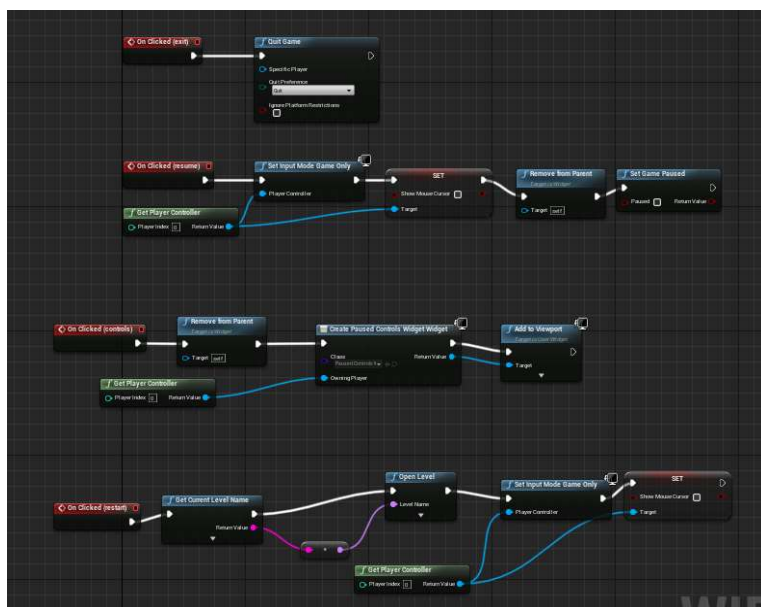 On Clicked (exit)
Quit Game
Specific Player
Quit Preference
Quit
Ignore Platform Restrictions
On Clicked (resume)
Set Input Mode Game Only
Player Controller
Get Player Controller
Player Index 0 Return Value
SET
Show Mouse Cursor
Target
Remove from Parent
Target is Widget
Target self
Set Game Paused
Paused Return Value
On Clicked (controls)
Remove from Parent
Target is Widget
Target self
Get Player Controller
Player Index 0 Return Value
Create Paused Controls Widget Widget
Class Return Value
Owning Player
Add to Viewport
Target is User Widget
Target
On Clicked (restart)
Get Current Level Name
Return Value
Open Level
Level Name
Get Player Controller
Player Index 0 Return Value
Set Input Mode Game Only
Player Controller
SET
Show Mouse Cursor
Target